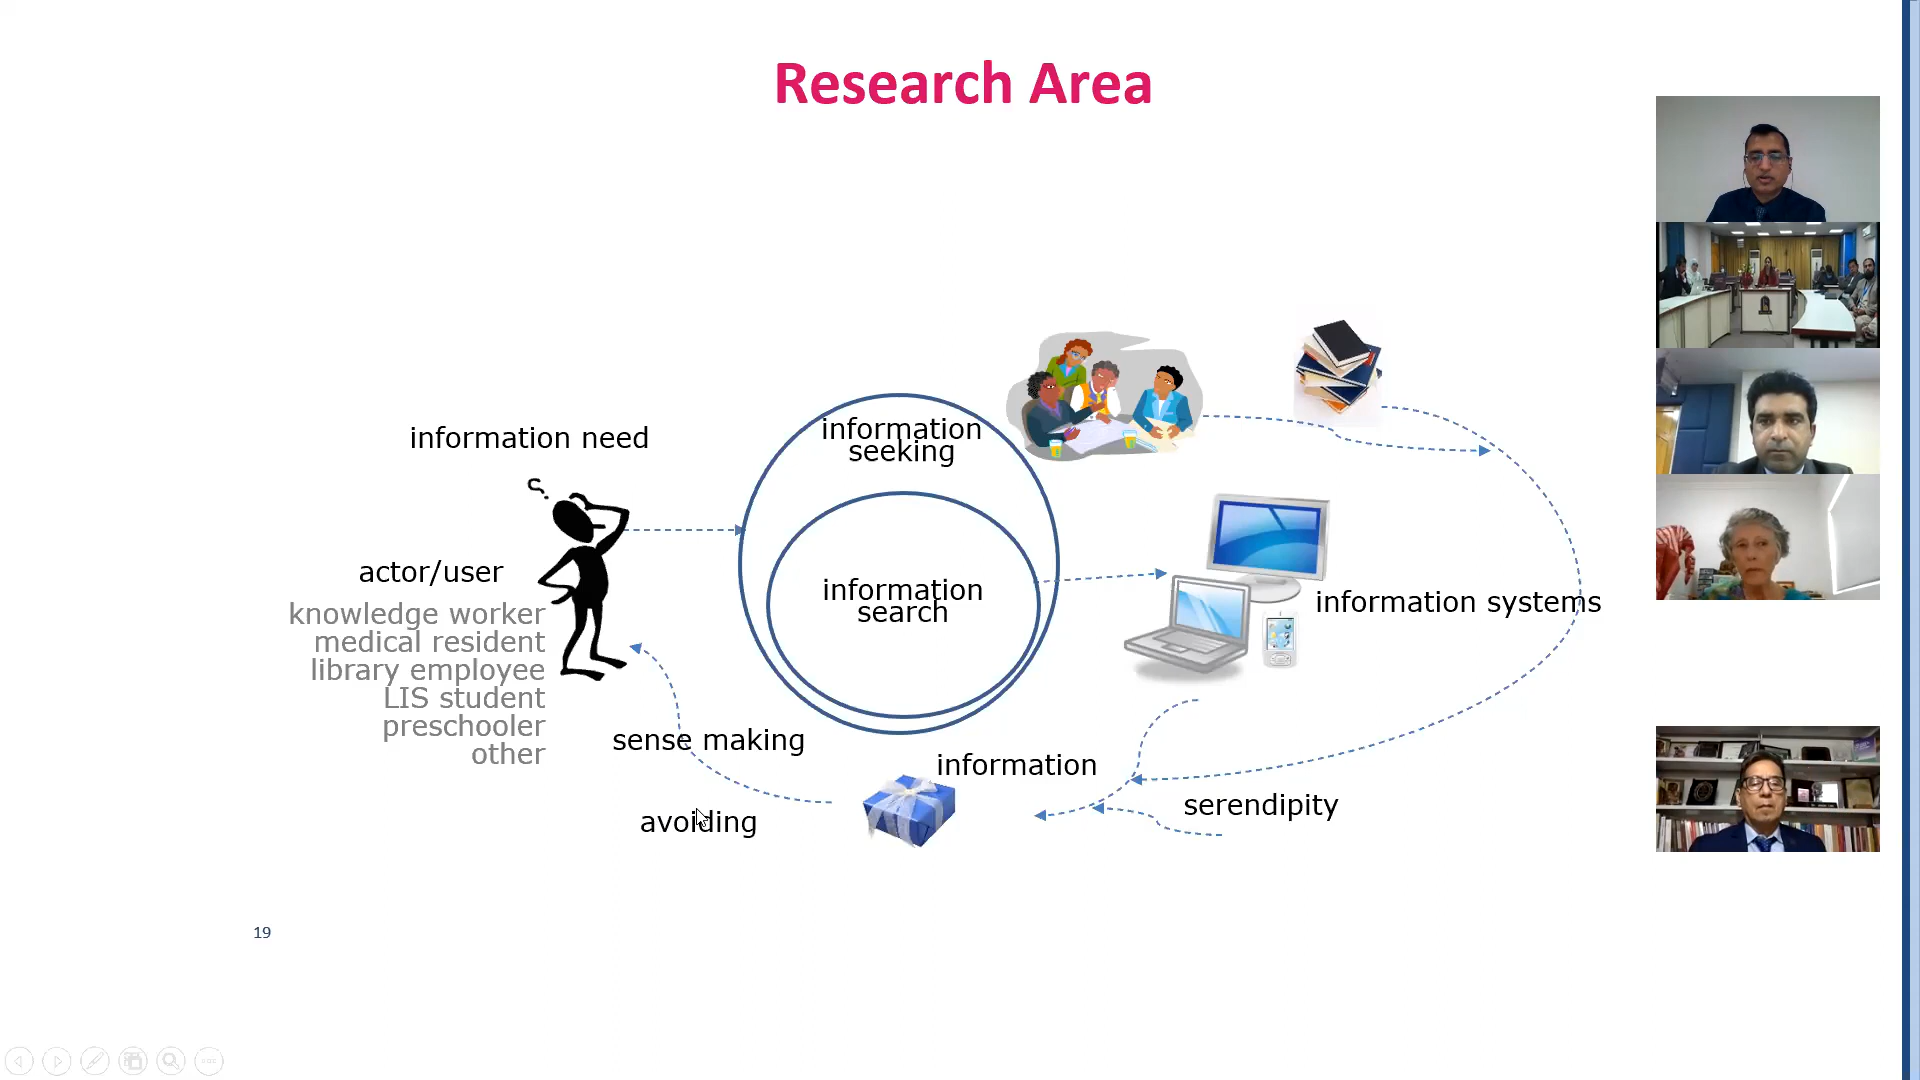 Research Area
information need
information
seeking
actor/user
knowledge worker
medical resident
library employee
LIS student
preschooler
other
information
search
information systems
sense making
information
avoiding
serendipity
19